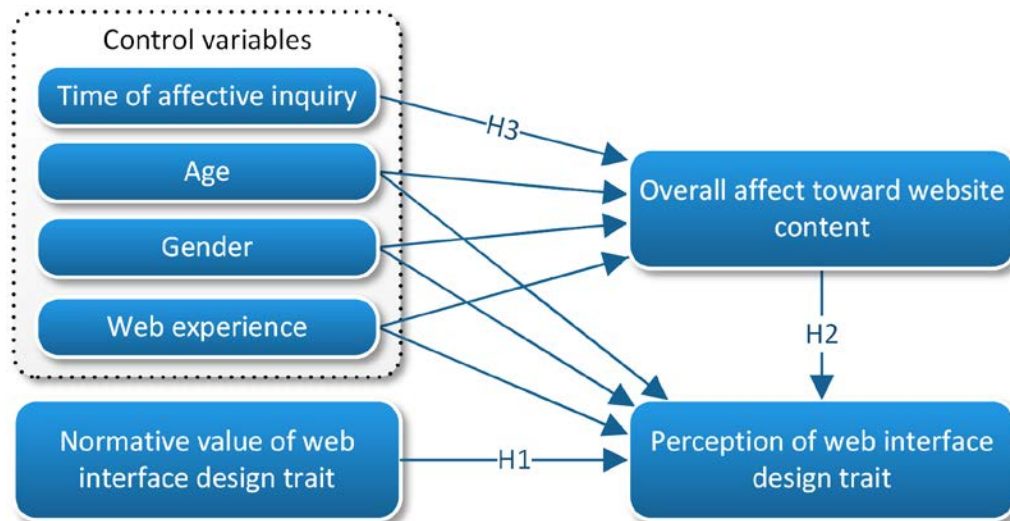 Control variables
Time of affective inquiry
Age
Gender
Web experience
H3
Overall affect toward website
content
H2
Normative value of web
interface design trait
H1
Perception of web interface
design trait